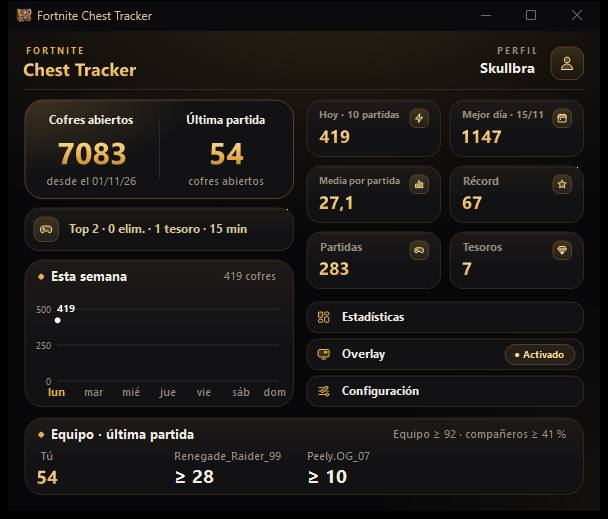 Fortnite Chest Tracker
FORTNITE
Chest Tracker
PERFIL
Skullbra
Cofres abiertos
7083
desde el 01/11/26
Última partida
54
cofres abiertos
Top 2 · 0 elim. · 1 tesoro · 15 min
Esta semana
419 cofres
500
419
250
0
lun mar mié jue vie sáb dom
Hoy · 10 partidas
419
Mejor día · 15/11
1147
Media por partida
27,1
Récord
67
Partidas
283
Tesoros
7
Estadísticas
Overlay
Activado
Configuración
Equipo · última partida
Equipo ≥ 92 · compañeros ≥ 41 %
Tú
54
Renegade_Raider_99
≥ 28
Peely.OG_07
≥ 10